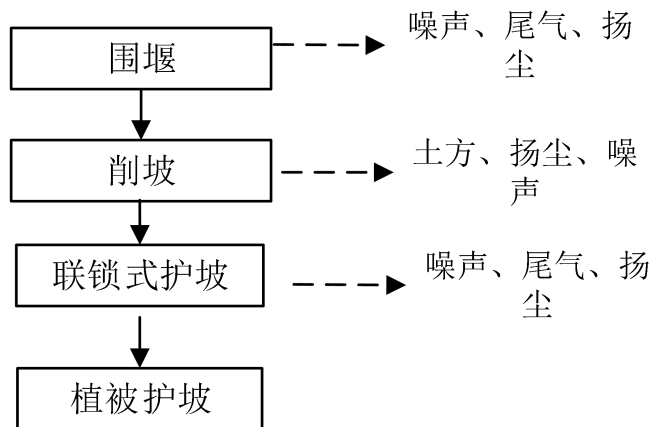 围堰
噪声、尾气、扬
尘
削坡
土方、扬尘、噪
声
联锁式护坡
噪声、尾气、扬
尘
植被护坡